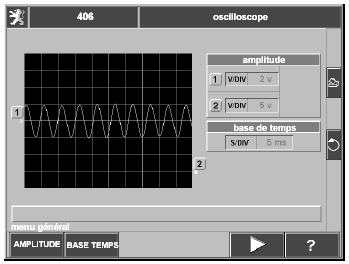 406 oscilloscope
amplitude
1 V/DIV 2 v
2 V/DIV 5 v
base de temps
S/DIV 5 ms
1
2
menu général
AMPLITUDE BASE TEMPS ?